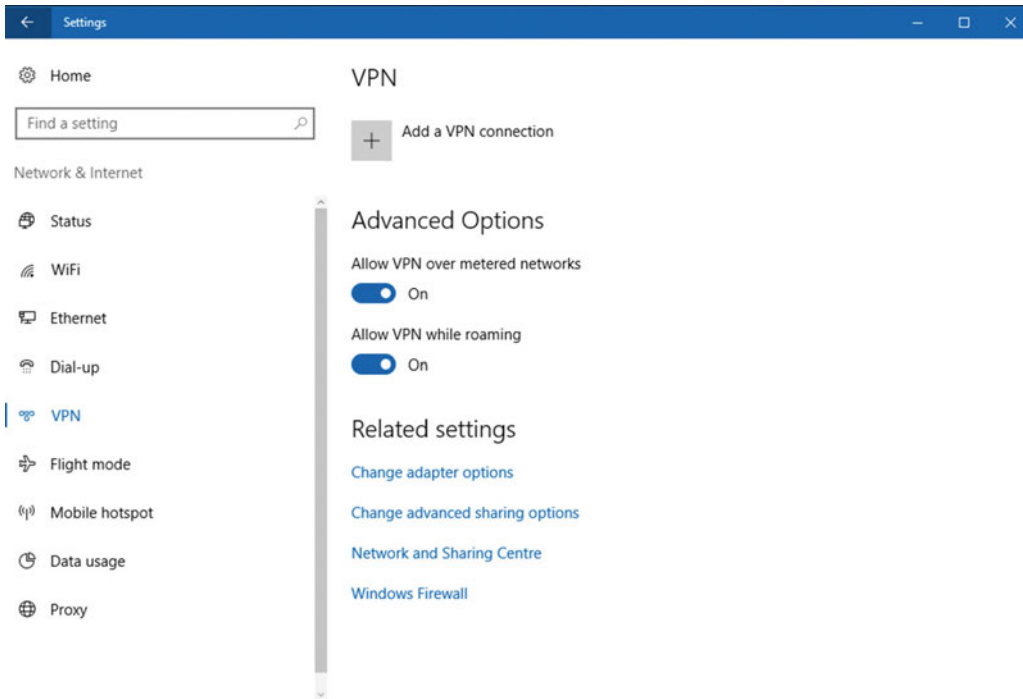 Settings
Home
Find a setting
Network & Internet
Status
WiFi
Ethernet
Dial-up
VPN
Flight mode
Mobile hotspot
Data usage
Proxy
VPN
Add a VPN connection
Advanced Options
Allow VPN over metered networks
On
Allow VPN while roaming
On
Related settings
Change adapter options
Change advanced sharing options
Network and Sharing Centre
Windows Firewall